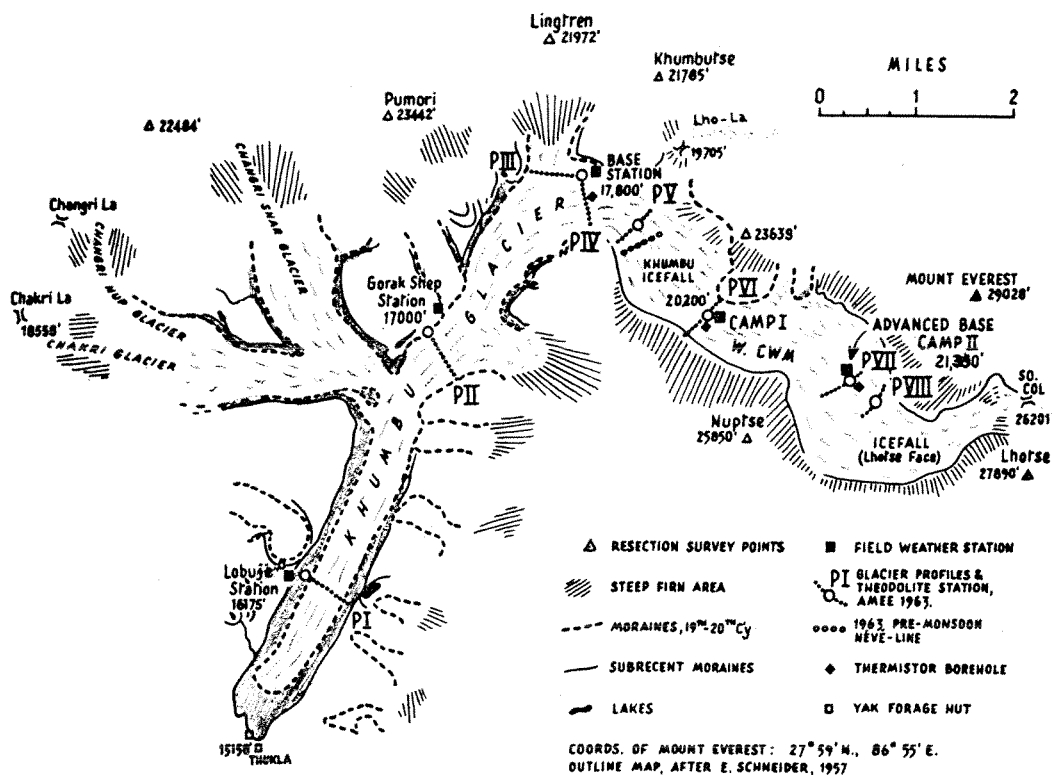 Lingtren
21972'
Khumbutse
21785'
MILES
0 1 2
Pumori
23442'
22484'
Lho-La
19705'
CHANGRI SHAR GLACIER
PIII
BASE
STATION
17,800'
PV
Changri La
CHANGRI NUP GLACIER
GLACIER
PIV
KHUMBU
ICEFALL
23639'
MOUNT EVEREST
29028'
Gorak Shep
Station
17000'
20200'
PVI
CAMP I
Chakri La
18558'
CHAKRI GLACIER
W. CWM
ADVANCED BASE
CAMP II
PVII
PVIII
SO.
COL
26201
PII
KHUMBU
Nuptse
25850'
ICEFALL
(Lhotse Face)
Lhotse
27890'
Lobuje
Station
16175'
PI
15158'
THUKLA
RESECTION SURVEY POINTS
STEEP FIRN AREA
MORAINES, 19TH-20TH Cy
SUBRECENT MORAINES
LAKES
FIELD WEATHER STATION
PI GLACIER PROFILES &
THEODOLITE STATION,
AMEE 1963.
1963 PRE-MONSOON
NÉVÉ-LINE
THERMISTOR BOREHOLE
YAK FORAGE HUT
COORDS. OF MOUNT EVEREST: 27° 59' N., 86° 55' E.
OUTLINE MAP, AFTER E. SCHNEIDER, 1957